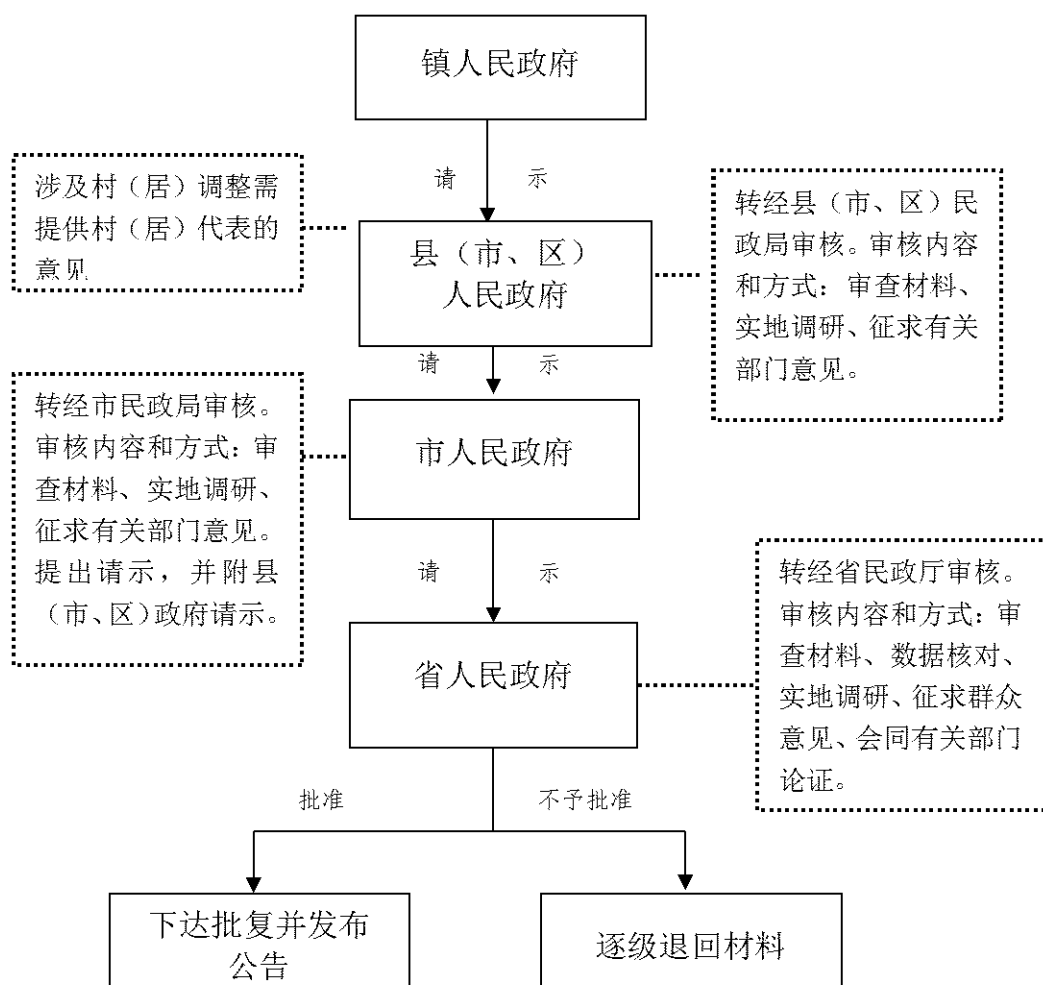 镇人民政府
请 示
涉及村（居）调整需
提供村（居）代表的
意见
县（市、区）
人民政府
转经县（市、区）民
政局审核。审核内容
和方式：审查材料、
实地调研、征求有关
部门意见。
请 示
转经市民政局审核。
审核内容和方式：审
查材料、实地调研、
征求有关部门意见。
提出请示，并附县
（市、区）政府请示。
市人民政府
请 示
省人民政府
转经省民政厅审核。
审核内容和方式：审
查材料、数据核对、
实地调研、征求群众
意见、会同有关部门
论证。
批准
不予批准
下达批复并发布
公告
逐级退回材料